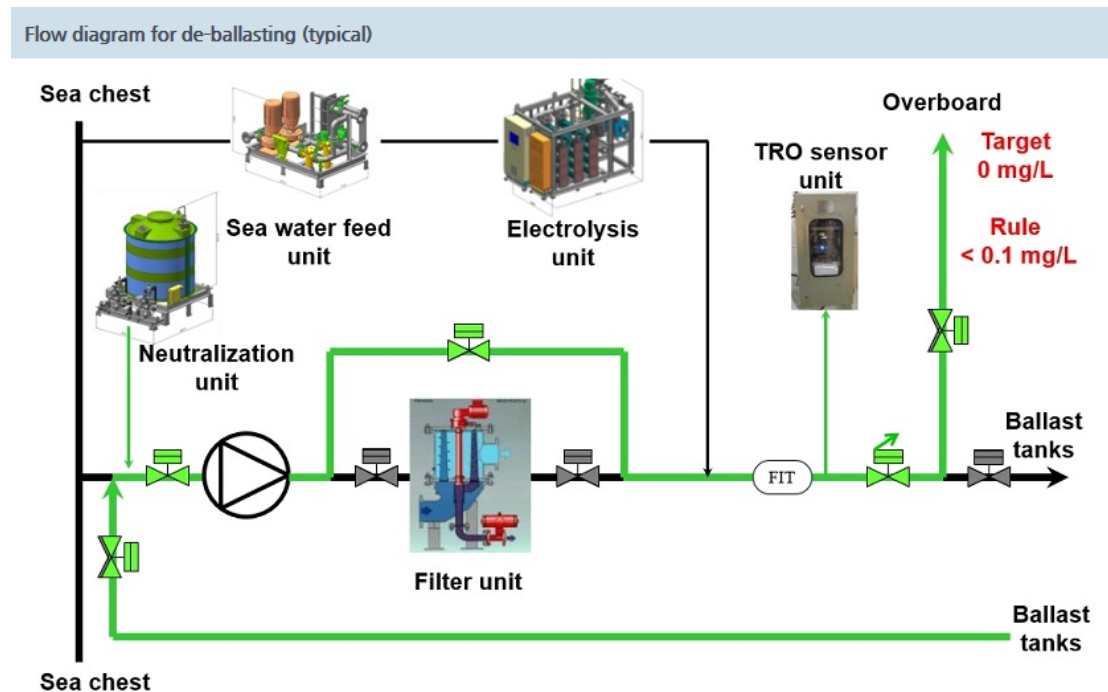 Flow diagram for de-ballasting (typical)
Sea chest
Overboard
Target
0 mg/L
TRO sensor
unit
Rule
< 0.1 mg/L
Sea water feed
unit
Electrolysis
unit
Neutralization
unit
Ballast
tanks
FIT
Filter unit
Ballast
tanks
Sea chest